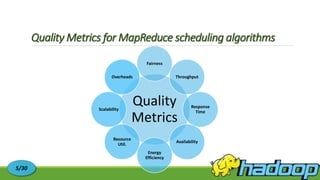 Quality Metrics for MapReduce scheduling algorithms
Fairness
Throughput
Response
Time
Availability
Energy
Efficiency
Resource
Util.
Scalability
Overheads
Quality
Metrics
5/30
hadoop